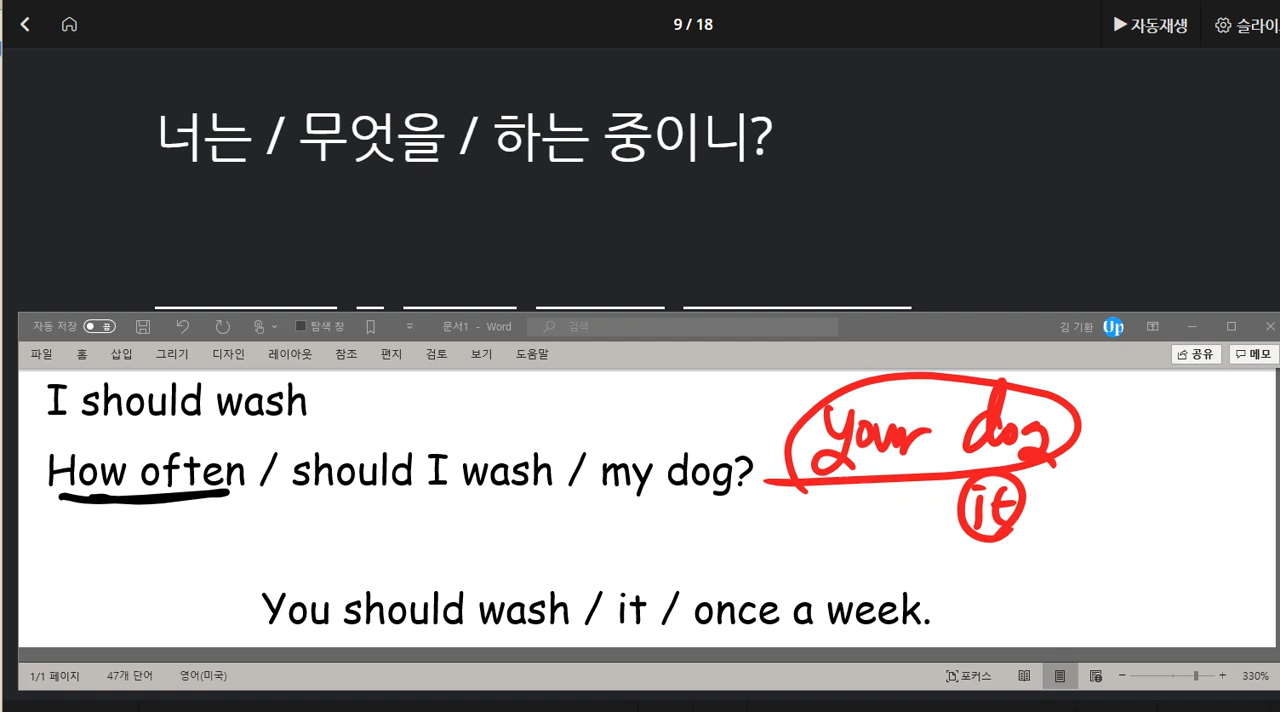 9 / 18
▶ 자동재생
슬라이
너는 / 무엇을 / 하는 중이니?
자동 저장 끔
탐색 창
문서1 - Word
검색
김 기환
Up
파일 홈 삽입 그리기 디자인 레이아웃 참조 편지 검토 보기 도움말
공유
메모
I should wash
your dog
How often / should I wash / my dog?
it
You should wash / it / once a week.
1/1 페이지 47개 단어 영어(미국)
포커스
330%